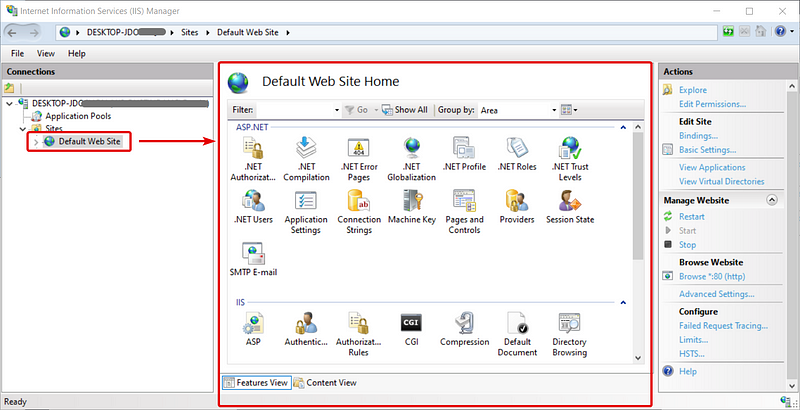 Internet Information Services (IIS) Manager
DESKTOP-JDO
Sites
Default Web Site
File View Help
Connections
DESKTOP-JDO
Application Pools
Sites
Default Web Site
Default Web Site Home
Filter: Go Show All Group by: Area
ASP.NET
.NET Authorizat...
.NET Compilation
.NET Error Pages
.NET Globalization
.NET Profile
.NET Roles
.NET Trust Levels
.NET Users
Application Settings
Connection Strings
Machine Key
Pages and Controls
Providers
Session State
SMTP E-mail
IIS
ASP
Authentic...
Authorizat... Rules
CGI
Compression
Default Document
Directory Browsing
Features View
Content View
Actions
Explore
Edit Permissions...
Edit Site
Bindings...
Basic Settings...
View Applications
View Virtual Directories
Manage Website
Restart
Start
Stop
Browse Website
Browse *:80 (http)
Advanced Settings...
Configure
Failed Request Tracing...
Limits...
HSTS...
Help
Ready